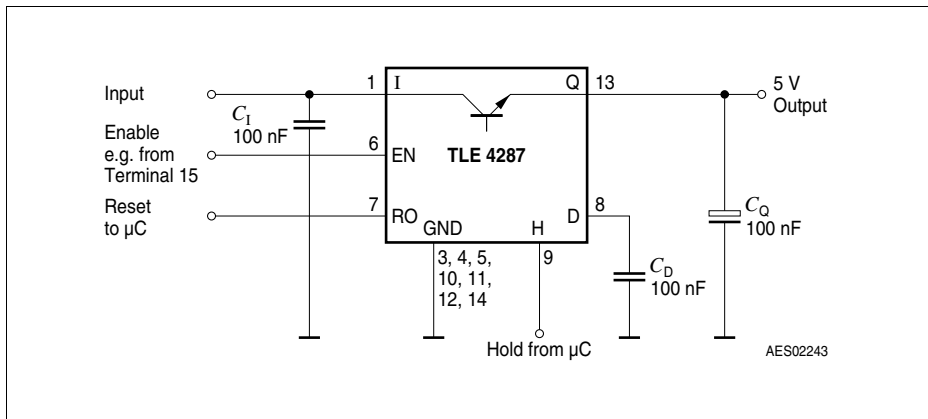 1
I
Q
13
5 V
Output
Input
C_I
100 nF
Enable
e.g. from
Terminal 15
6
EN
TLE 4287
Reset
to µC
7
RO
GND
H
D
8
C_Q
100 nF
3, 4, 5,
10, 11,
12, 14
9
C_D
100 nF
Hold from µC
AES02243